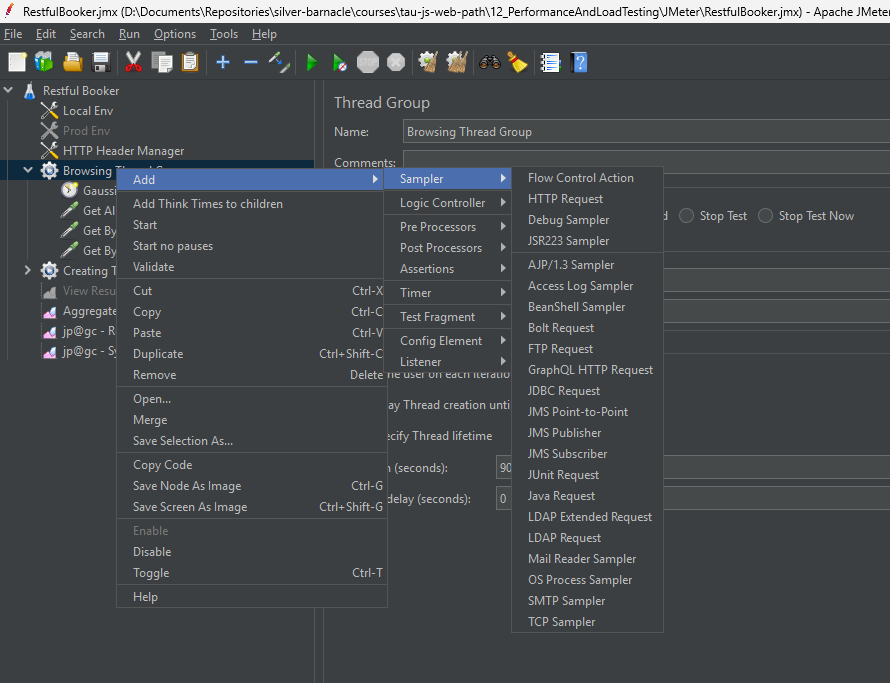 RestfulBooker.jmx (D:\Documents\Repositories\silver-barnacle\courses\tau-js-web-path\12_PerformanceAndLoadTesting\JMeter\RestfulBooker.jmx) - Apache JMeter
File Edit Search Run Options Tools Help
STOP
Restful Booker
Local Env
Prod Env
HTTP Header Manager
Browsing
Gaussi
Get Al
Get By
Get By
Creating T
View Resu
Aggregate
jp@gc - R
jp@gc - Sy
Thread Group
Name: Browsing Thread Group
Comments:
Stop Test Stop Test Now
on each iteratio
ay Thread creation unti
ecify Thread lifetime
n (seconds): 90
delay (seconds): 0
Add
Add Think Times to children
Start
Start no pauses
Validate
Cut Ctrl-X
Copy Ctrl-C
Paste Ctrl-V
Duplicate Ctrl+Shift-C
Remove Delete
Open...
Merge
Save Selection As...
Copy Code
Save Node As Image Ctrl-G
Save Screen As Image Ctrl+Shift-G
Enable
Disable
Toggle Ctrl-T
Help
Sampler
Logic Controller
Pre Processors
Post Processors
Assertions
Timer
Test Fragment
Config Element
Listener
Flow Control Action
HTTP Request
Debug Sampler
JSR223 Sampler
AJP/1.3 Sampler
Access Log Sampler
BeanShell Sampler
Bolt Request
FTP Request
GraphQL HTTP Request
JDBC Request
JMS Point-to-Point
JMS Publisher
JMS Subscriber
JUnit Request
Java Request
LDAP Extended Request
LDAP Request
Mail Reader Sampler
OS Process Sampler
SMTP Sampler
TCP Sampler